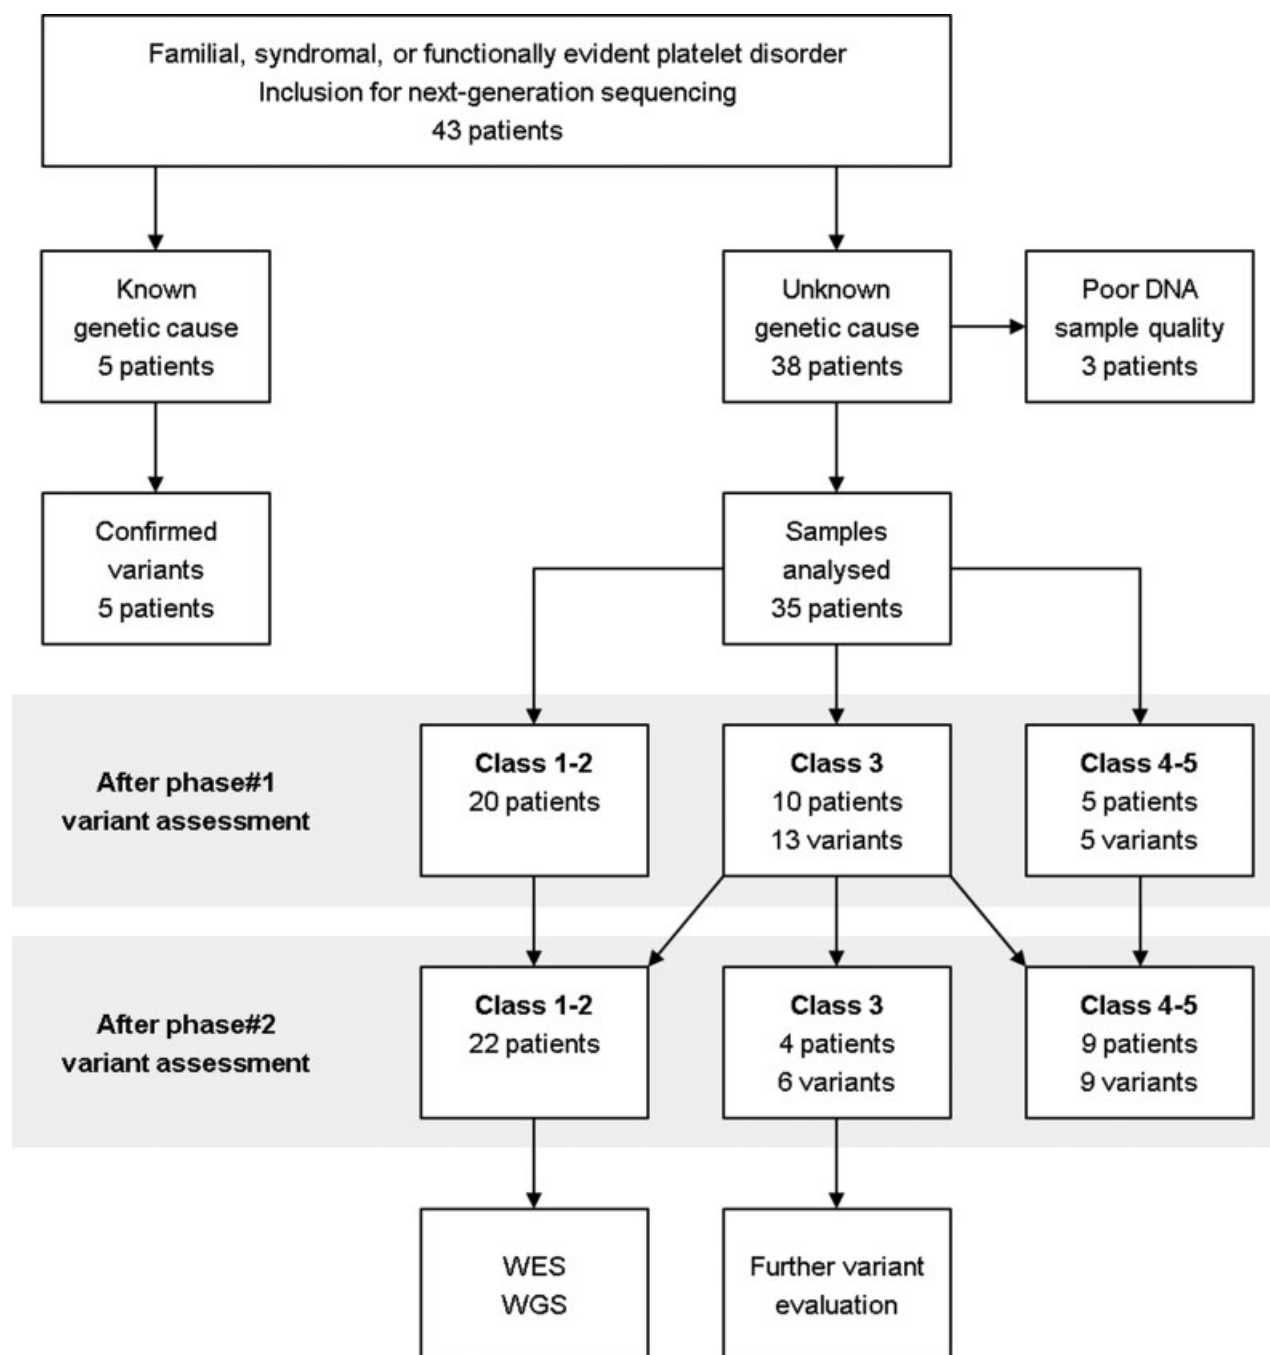 Familial, syndromal, or functionally evident platelet disorder
Inclusion for next-generation sequencing
43 patients
Known
genetic cause
5 patients
Unknown
genetic cause
38 patients
Poor DNA
sample quality
3 patients
Confirmed
variants
5 patients
Samples
analysed
35 patients
After phase#1
variant assessment
Class 1-2
20 patients
Class 3
10 patients
13 variants
Class 4-5
5 patients
5 variants
After phase#2
variant assessment
Class 1-2
22 patients
Class 3
4 patients
6 variants
Class 4-5
9 patients
9 variants
WES
WGS
Further variant
evaluation